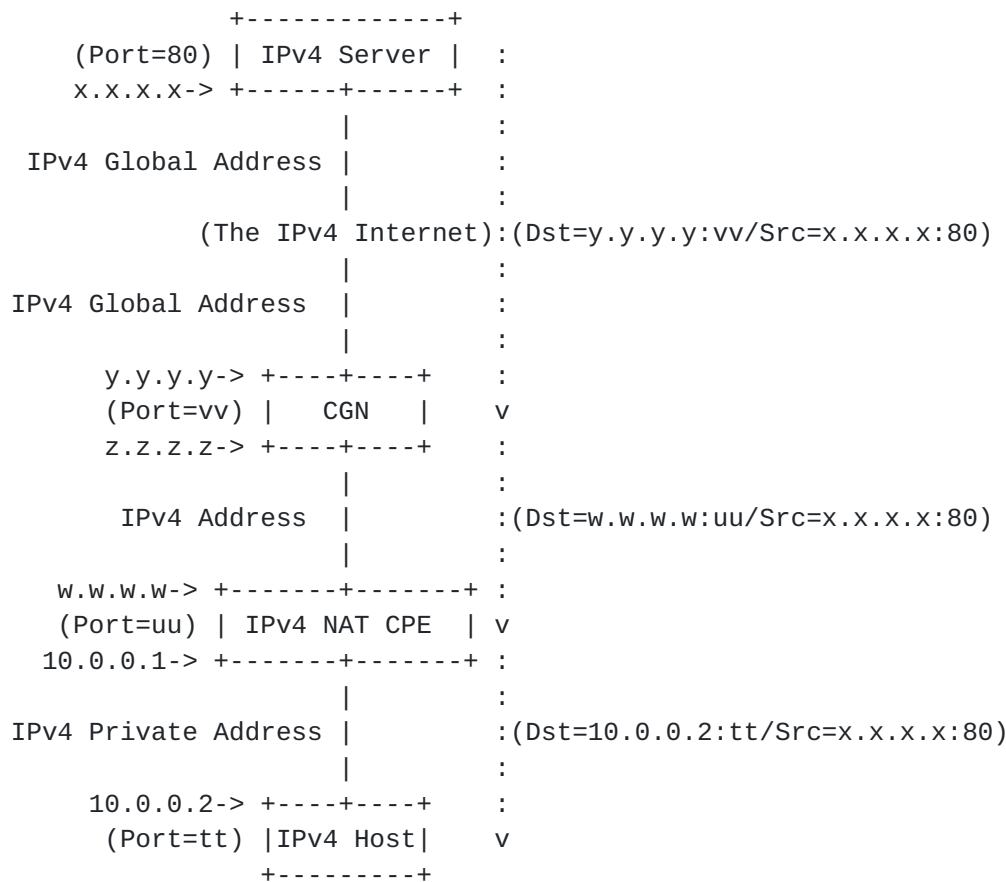 +-------------+
(Port=80) | IPv4 Server | :
x.x.x.x-> +------+------+ :
| :
IPv4 Global Address | :
| :
(The IPv4 Internet):(Dst=y.y.y.y:vv/Src=x.x.x.x:80)
| :
IPv4 Global Address | :
| :
y.y.y.y-> +----+----+ :
(Port=vv) | CGN | v
z.z.z.z-> +----+----+ :
| :
IPv4 Address | :(Dst=w.w.w.w:uu/Src=x.x.x.x:80)
| :
w.w.w.w-> +-------+-------+ :
(Port=uu) | IPv4 NAT CPE | v
10.0.0.1-> +-------+-------+ :
| :
IPv4 Private Address | :(Dst=10.0.0.2:tt/Src=x.x.x.x:80)
| :
10.0.0.2-> +----+----+ :
(Port=tt) |IPv4 Host| v
+---------+